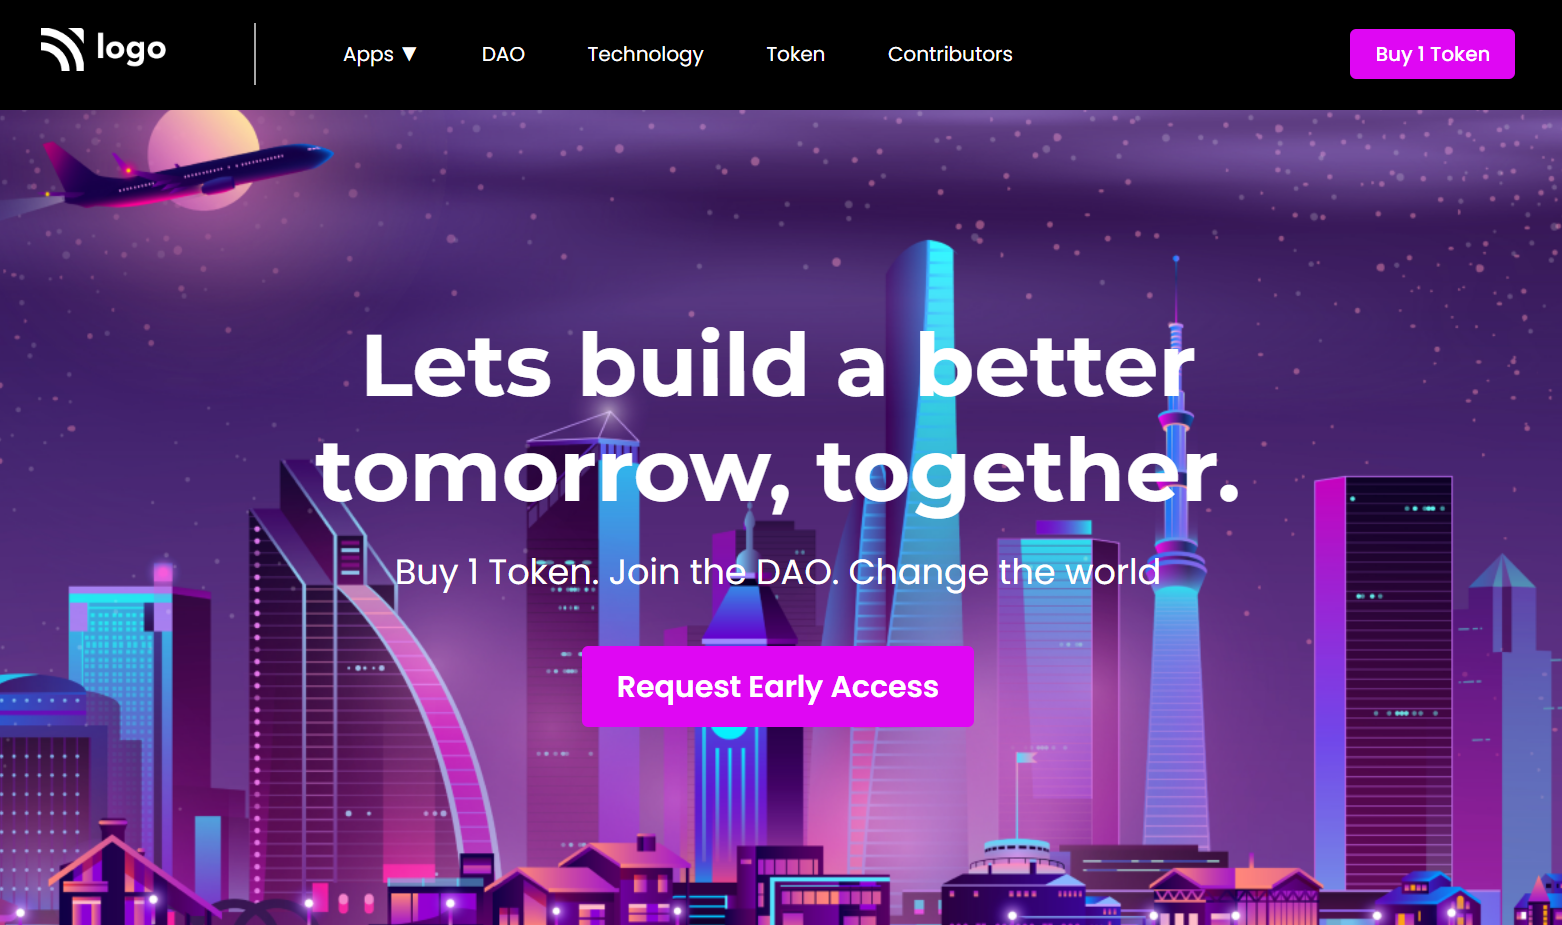 logo
Apps ▼ DAO Technology Token Contributors Buy 1 Token
Lets build a better
tomorrow, together.
Buy 1 Token. Join the DAO. Change the world
Request Early Access